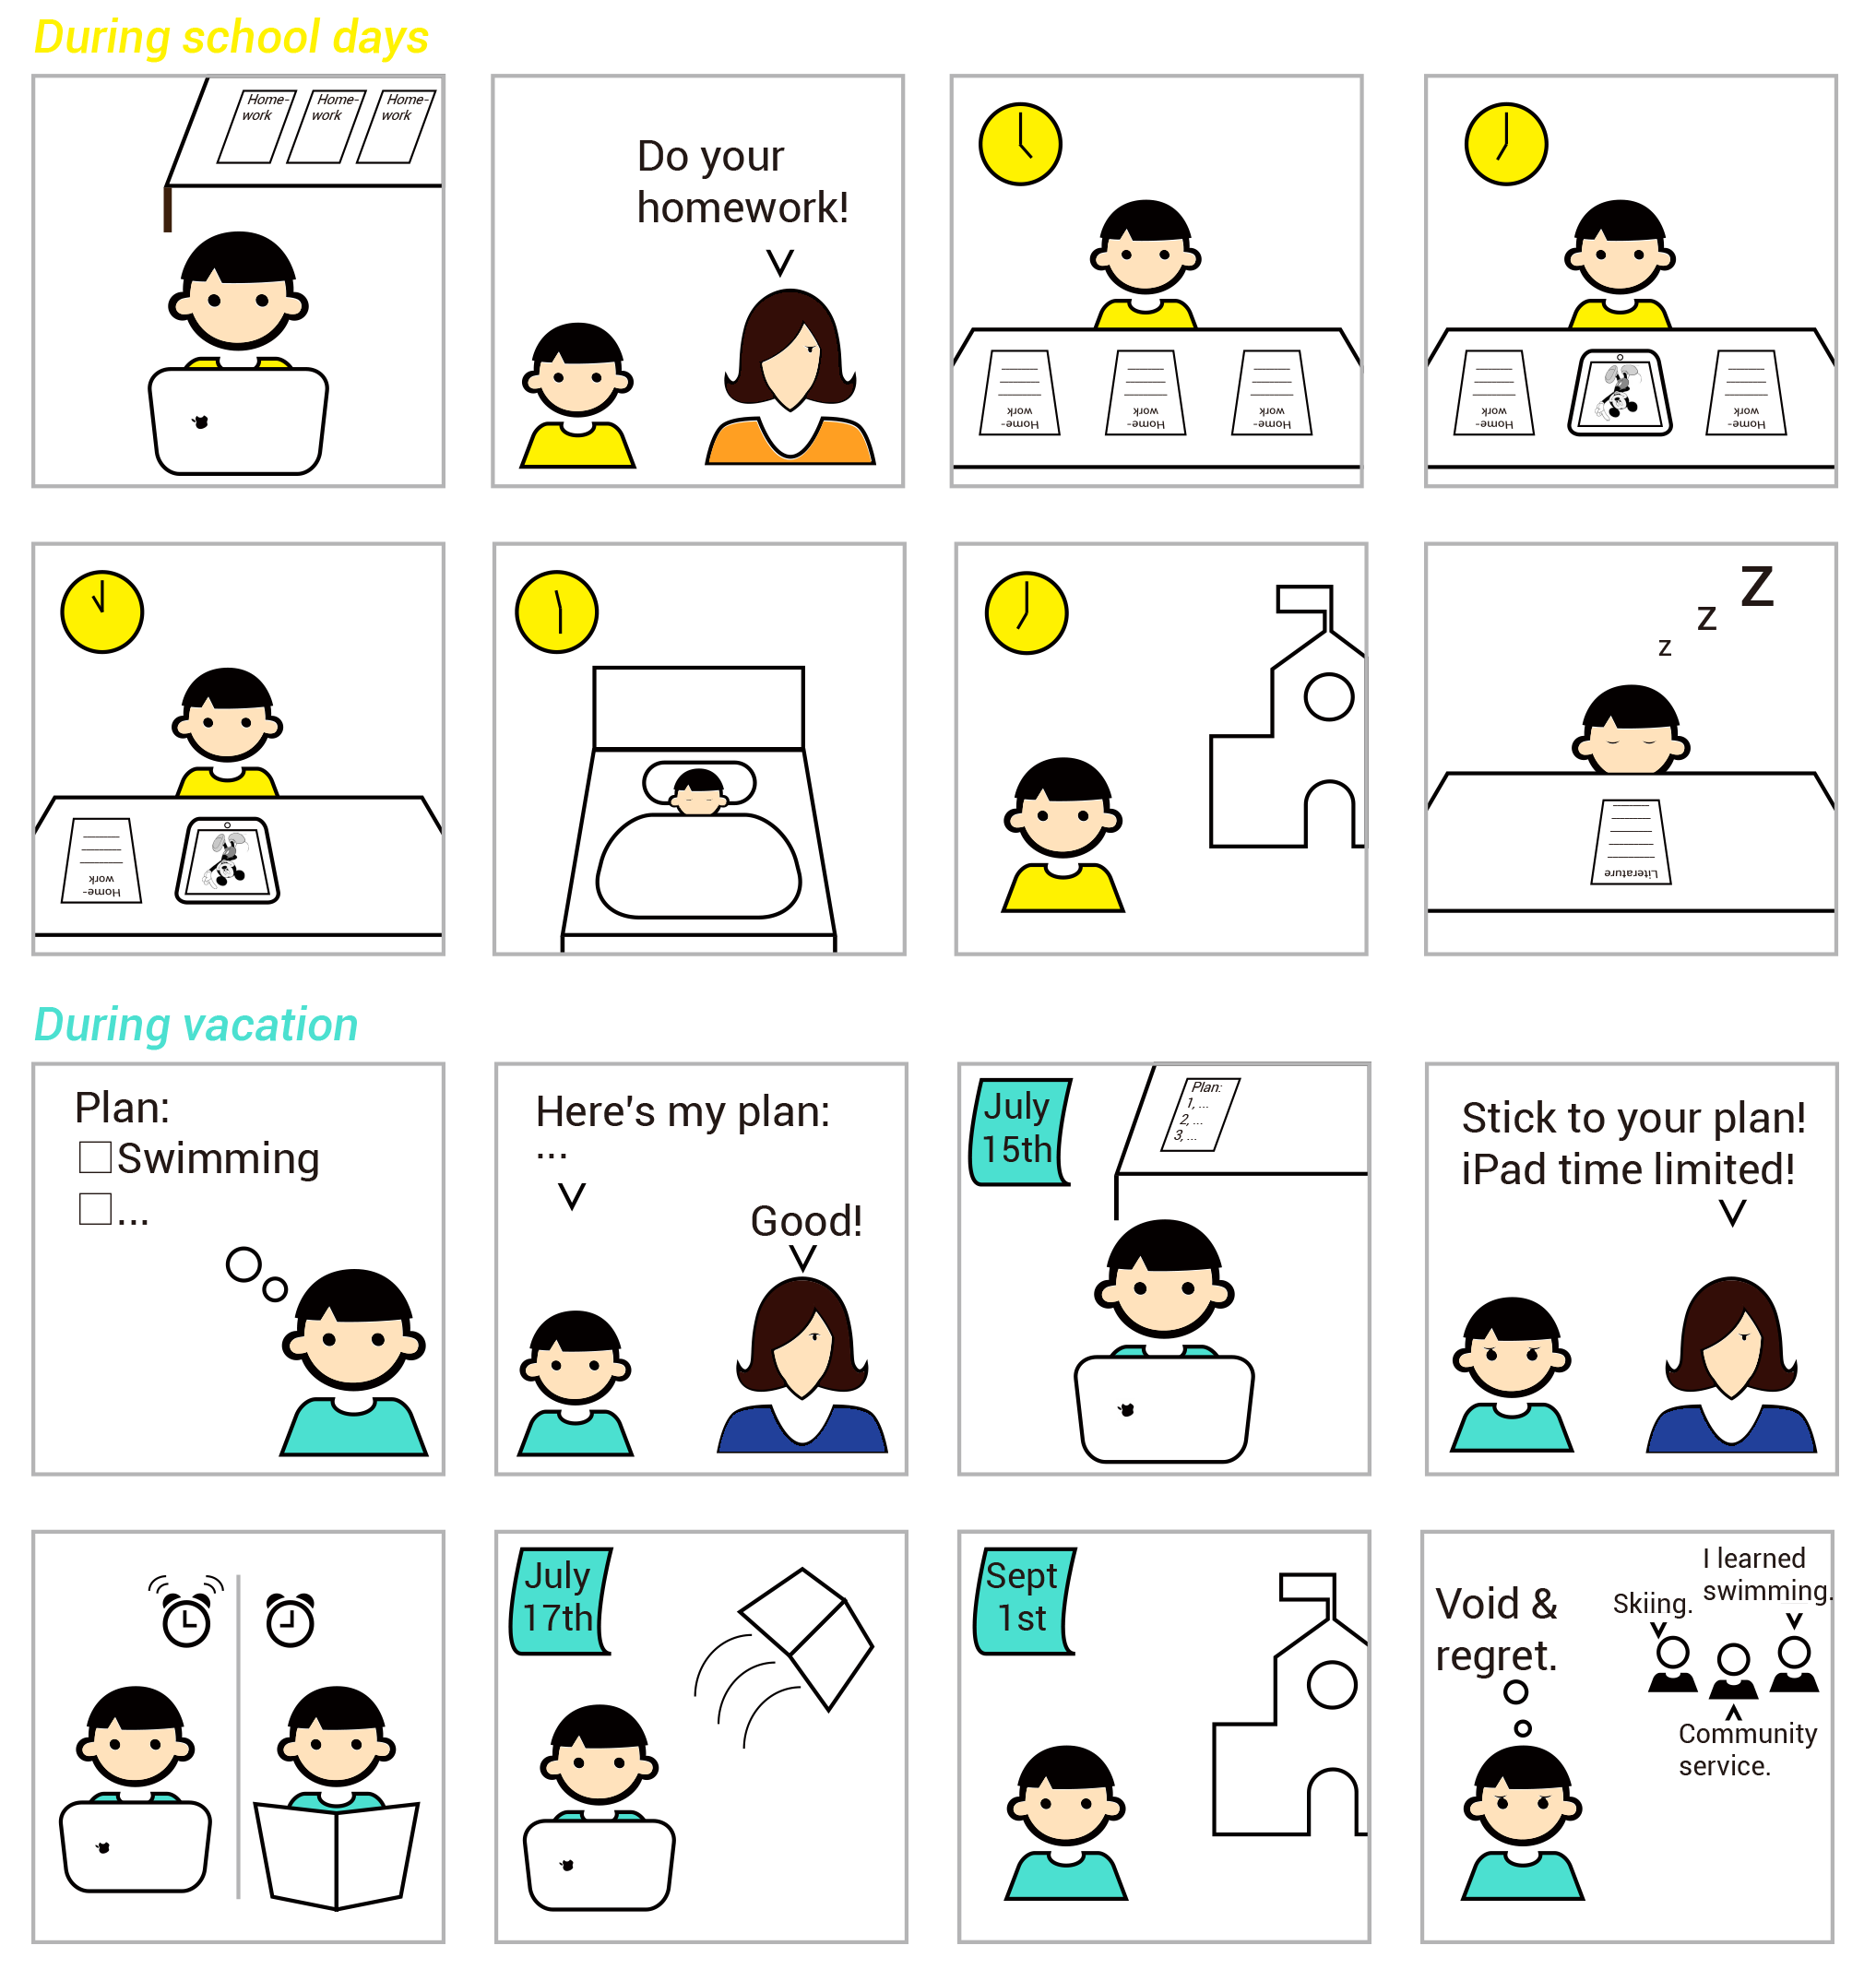 During school days
Home-
work
Home-
work
Home-
work
Do your
homework!
Home-
work
Home-
work
Home-
work
Home-
work
Home-
work
Home-
work
z
z
Z
Literature
During vacation
Plan:
Swimming
...
Here's my plan:
...
Good!
July
15th
Plan:
1, ...
2, ...
3, ...
Stick to your plan!
iPad time limited!
July
17th
Sept
1st
Void &
regret.
Skiing.
I learned
swimming.
Community
service.